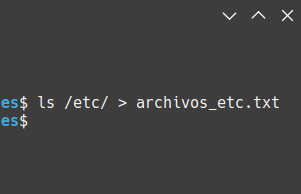 es$ ls /etc/ > archivos_etc.txt
es$